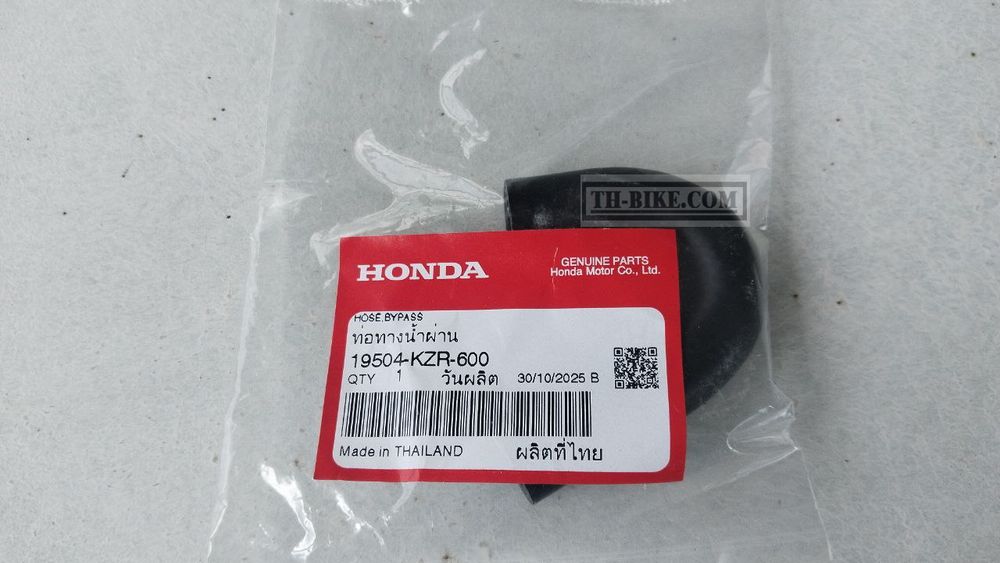 TH-BIKE.COM
HONDA
GENUINE PARTS
Honda Motor Co., Ltd.
HOSE,BYPASS
ท่อทางน้ำผ่าน
19504-KZR-600
QTY 1 วันผลิต 30/10/2025 B
Made in THAILAND ผลิตที่ไทย